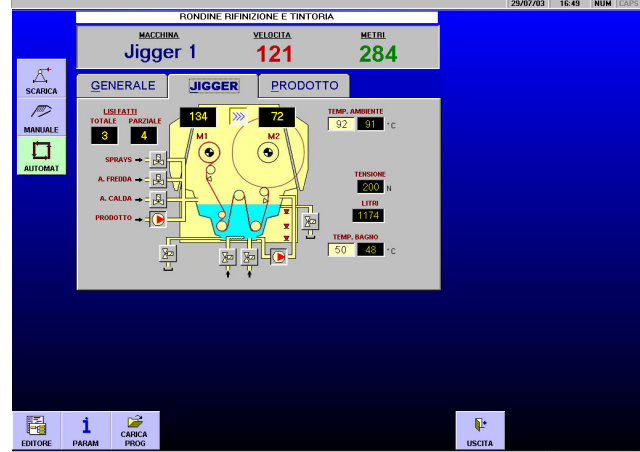 29/07/03 16:49 NUM CAPS
RONDINE RIFINIZIONE E TINTORIA
MACCHINA VELOCITA METRI
Jigger 1 121 284
SCARICA
MANUALE
AUTOMAT
GENERALE JIGGER PRODOTTO
LISI FATTI
TOTALE PARZIALE
3 4
134 72
M1 M2
TEMP. AMBIENTE
92 91 °C
SPRAYS
A. FREDDA
A. CALDA
PRODOTTO
TENSIONE
200 N
LITRI
1174
TEMP. BAGNO
50 48 °C
EDITORE
PARAM
CARICA
PROG
USCITA